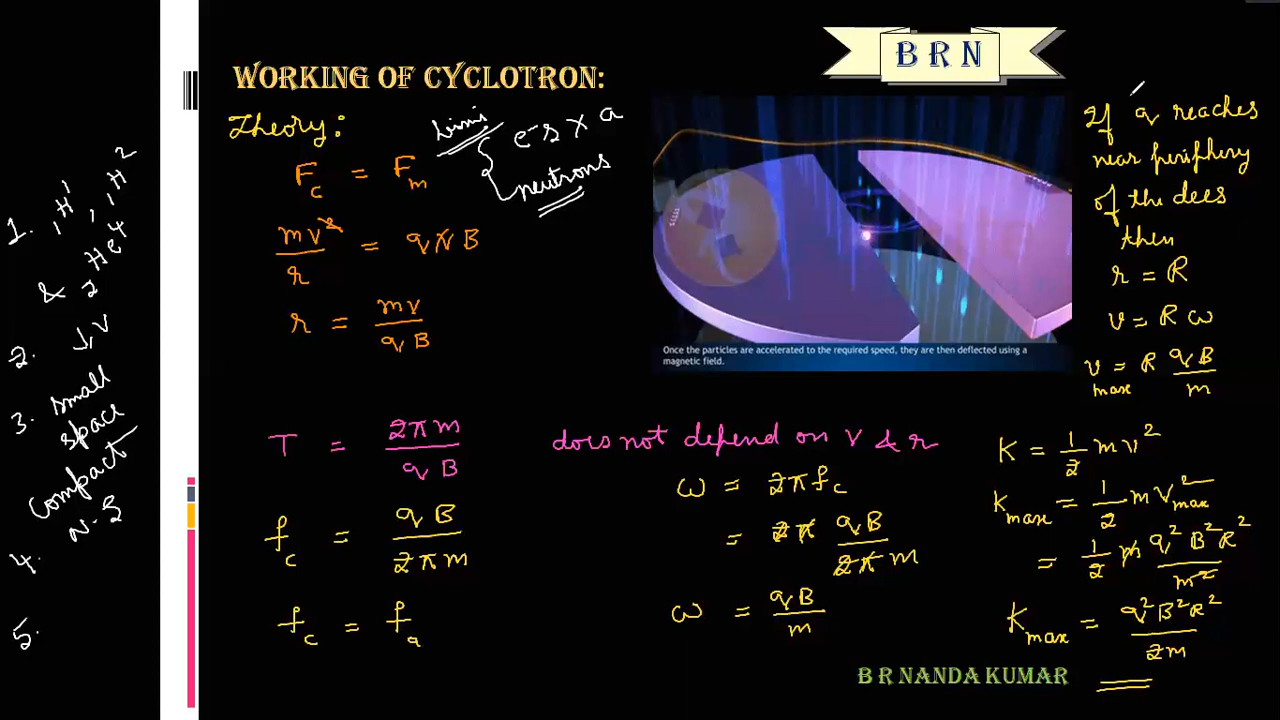 B R N
WORKING OF CYCLOTRON:
Theory:
F_c = F_m
mv²/r = qvB
r = mv/qB
Limis
e⁻s X a
neutrons
Once the particles are accelerated to the required speed, they are then deflected using a
magnetic field.
T = 2πm/qB
does not depend on v & r
f_c = qB/2πm
f_c = f_a
ω = 2πf_c
= 2π qB/2πm
ω = qB/m
If q reaches
near periphery
of the dees
then
r = R
v = Rω
v_max = R qB/m
K = 1/2 mv²
K_max = 1/2 m v²_max
= 1/2 m q²B²R²/m²
K_max = q²B²R²/2m
1. ₁H¹, ₁H²
& ₂He⁴
2. ↓V
3. small
space
compact
N-S
4.
5.
B R NANDA KUMAR